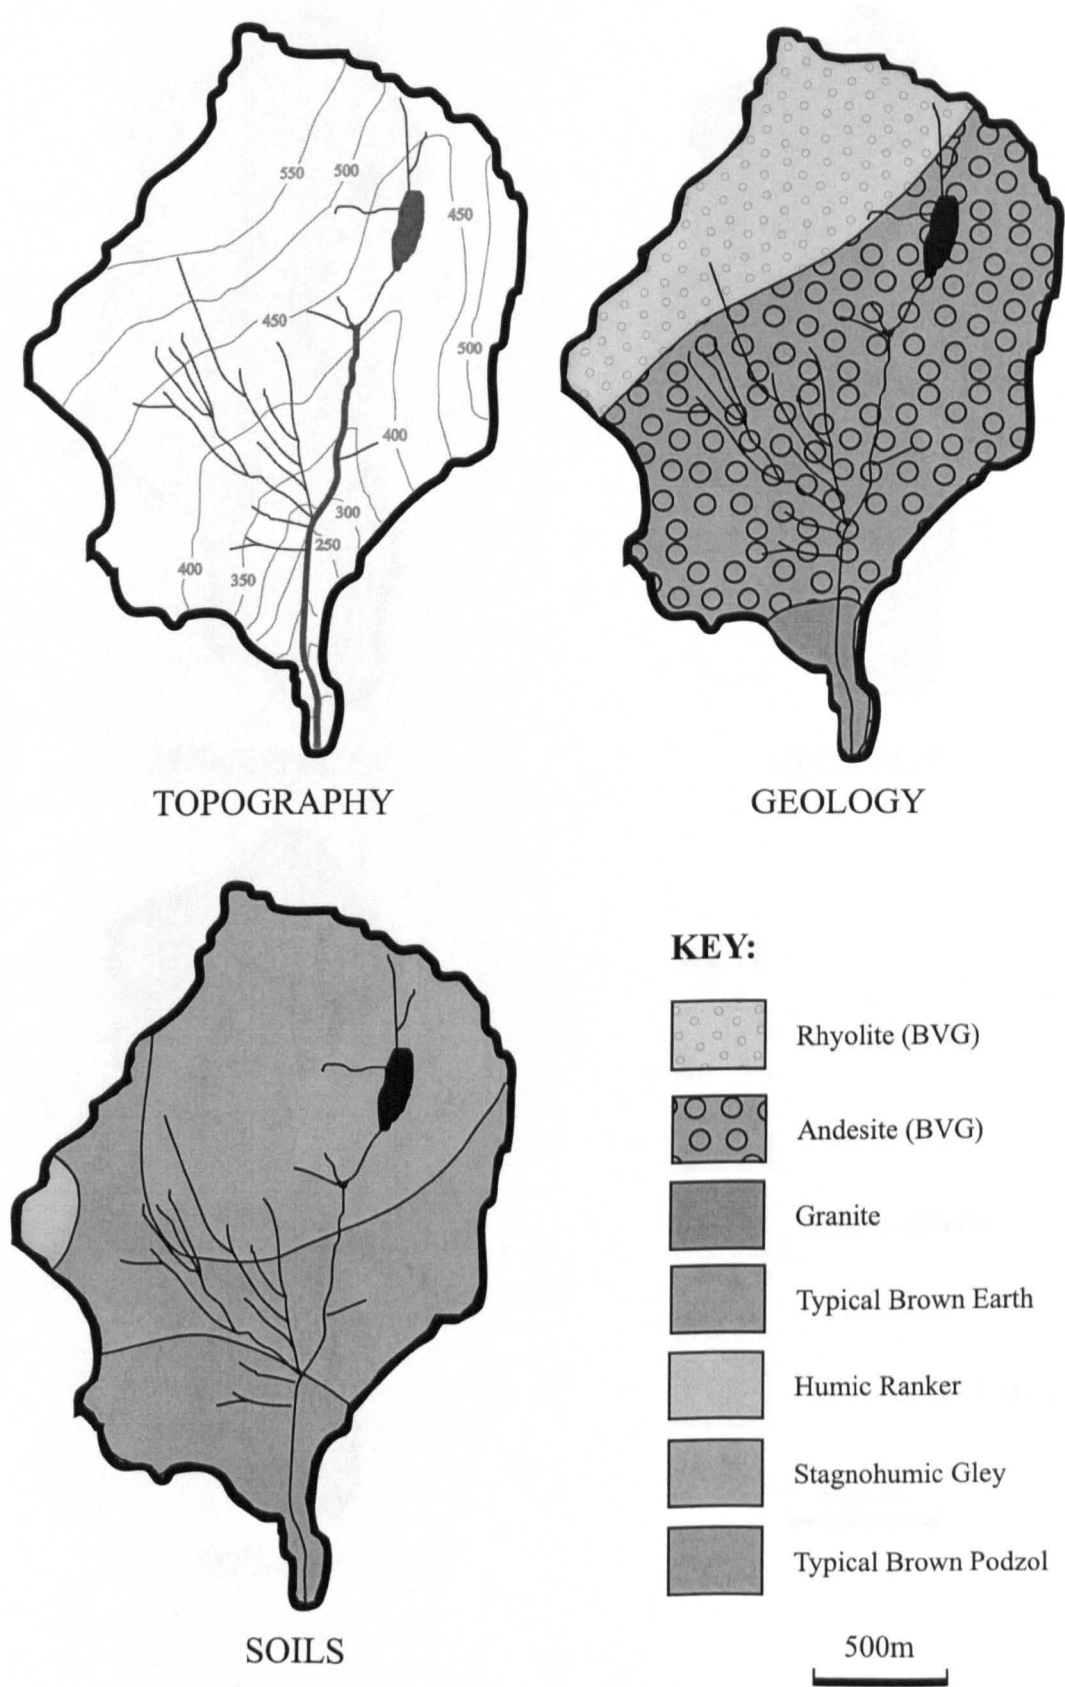 550
500
450
450
500
400
300
250
400
350
TOPOGRAPHY
GEOLOGY
KEY:
Rhyolite (BVG)
Andesite (BVG)
Granite
Typical Brown Earth
Humic Ranker
Stagnohumic Gley
Typical Brown Podzol
SOILS
500m